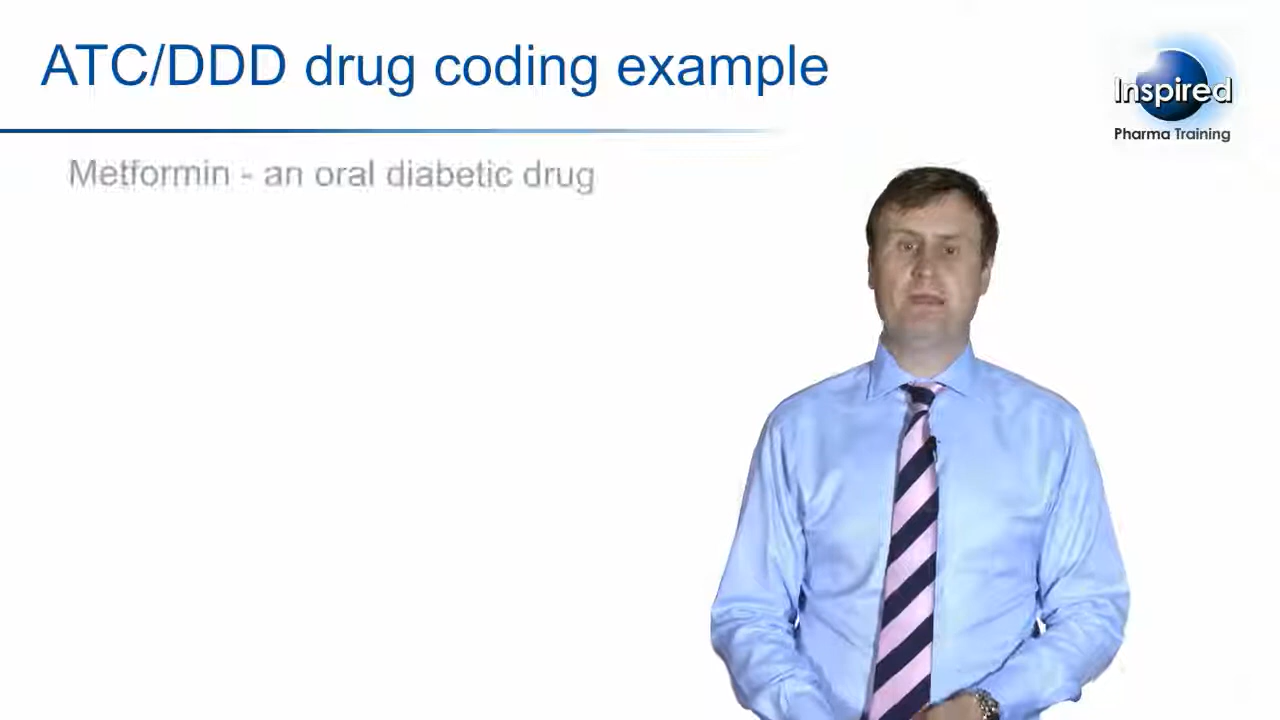 ATC/DDD drug coding example
Inspired
Pharma Training
Metformin - an oral diabetic drug